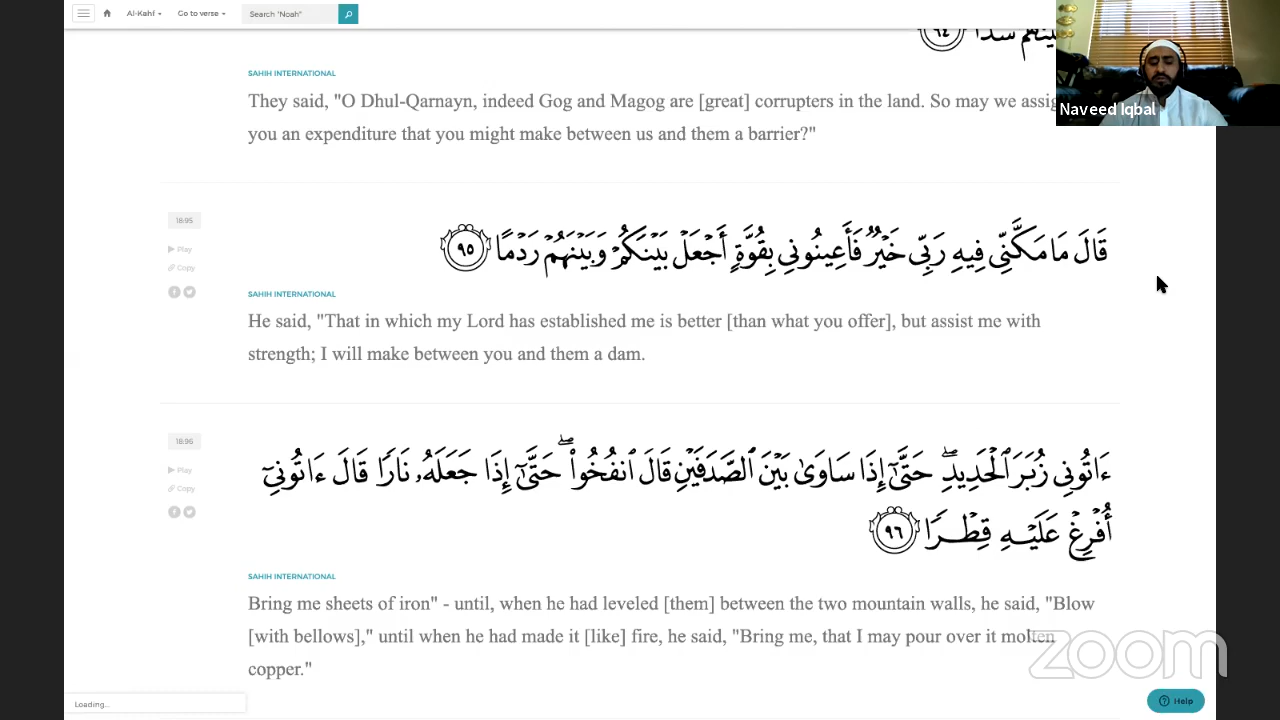 Al-Kahf
Go to verse
Search "Noah"
٩٤
SAHIH INTERNATIONAL
They said, "O Dhul-Qarnayn, indeed Gog and Magog are [great] corrupters in the land. So may we
you an expenditure that you might make between us and them a barrier?"
Naveed Iqbal
18:95
Play
Copy
قَالَ مَا مَكَّنِّى فِيهِ رَبِّى خَيْرٌ فَأَعِينُونِى بِقُوَّةٍ أَجْعَلْ بَيْنَكُمْ وَبَيْنَهُمْ رَدْمًا ٩٥
SAHIH INTERNATIONAL
He said, "That in which my Lord has established me is better [than what you offer], but assist me with
strength; I will make between you and them a dam.
18:96
Play
Copy
ءَاتُونِى زُبَرَ ٱلْحَدِيدِ ۖ حَتَّىٰٓ إِذَا سَاوَىٰ بَيْنَ ٱلصَّدَفَيْنِ قَالَ ٱنفُخُوا۟ ۖ حَتَّىٰٓ إِذَا جَعَلَهُۥ نَارًا قَالَ ءَاتُونِىٓ
أُفْرِغْ عَلَيْهِ قِطْرًا ٩٦
SAHIH INTERNATIONAL
Bring me sheets of iron" - until, when he had leveled [them] between the two mountain walls, he said, "Blow
[with bellows]," until when he had made it [like] fire, he said, "Bring me, that I may pour over it molten
copper."
zoom
Loading...
Help